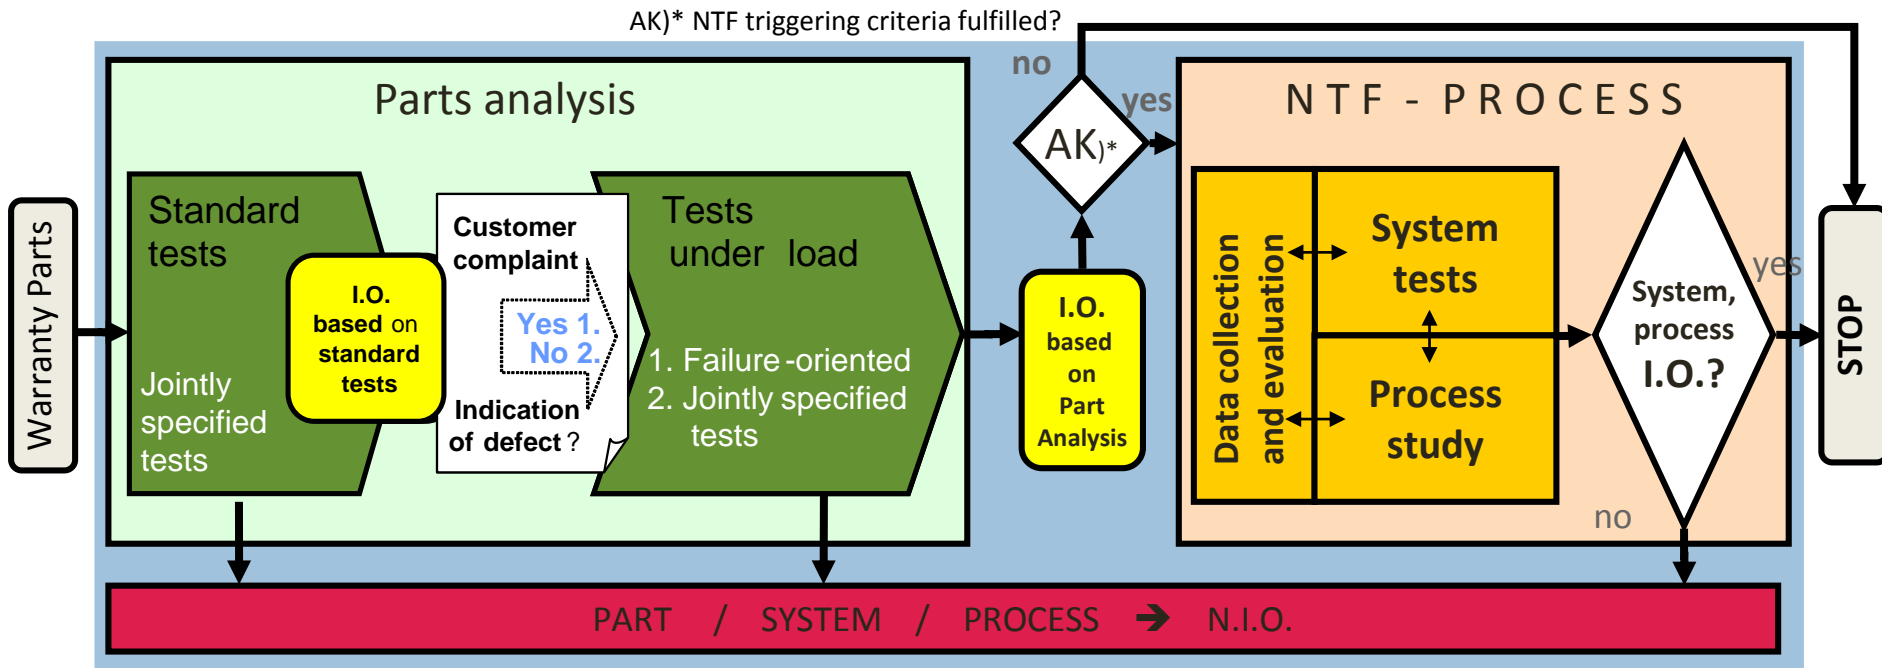 AK)* NTF triggering criteria fulfilled?
Warranty Parts
Parts analysis
Standard
tests
Jointly
specified
tests
I.O.
based on
standard
tests
Customer
complaint
Yes 1.
No 2.
Indication
of defect ?
Tests
under load
1. Failure-oriented
2. Jointly specified
tests
I.O.
based
on
Part
Analysis
no
AK)*
yes
NTF - PROCESS
Data collection
and evaluation
System
tests
Process
study
System,
process
I.O.?
yes
no
STOP
PART / SYSTEM / PROCESS ➔ N.I.O.